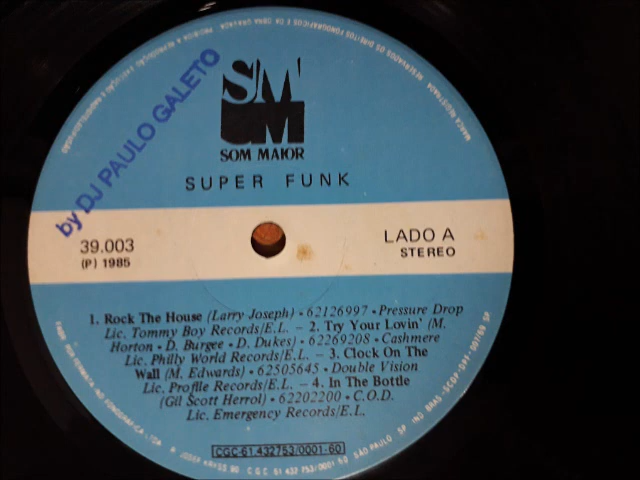 by DJ PAULO GALETO
SOM MAIOR
SUPER FUNK
39.003
(P) 1985
LADO A
STEREO
1. Rock The House (Larry Joseph) • 62126997 • Pressure Drop
Lic. Tommy Boy Records/E.L. – 2. Try Your Lovin' (M.
Horton • D. Burgee • D. Dukes) • 62269208 • Cashmere
Lic. Philly World Records/E.L. – 3. Clock On The
Wall (M. Edwards) • 62505645 • Double Vision
Lic. Profile Records/E.L. – 4. In The Bottle
(Gil Scott Herrol) • 62202200 • C.O.D.
Lic. Emergency Records/E.L.
CGC-61.432753/0001-60